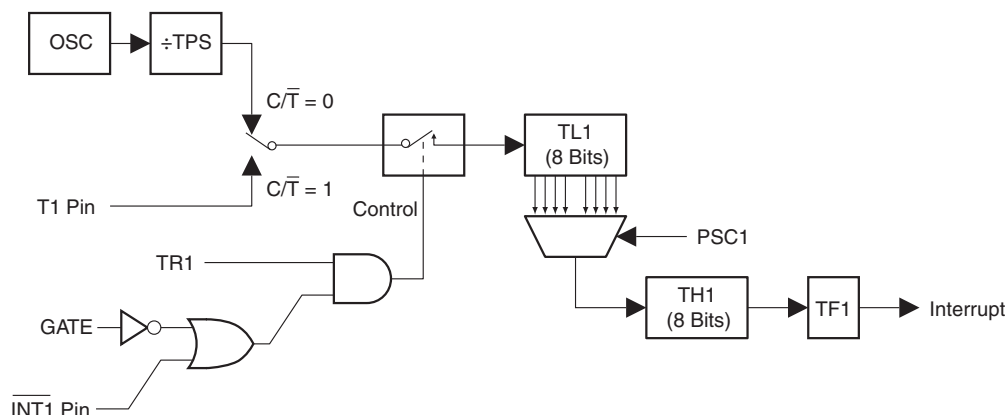 OSC
÷TPS
C/T̅ = 0
TL1
(8 Bits)
C/T̅ = 1
T1 Pin
Control
PSC1
TR1
TH1
(8 Bits)
TF1
Interrupt
GATE
I̅N̅T̅1̅ Pin